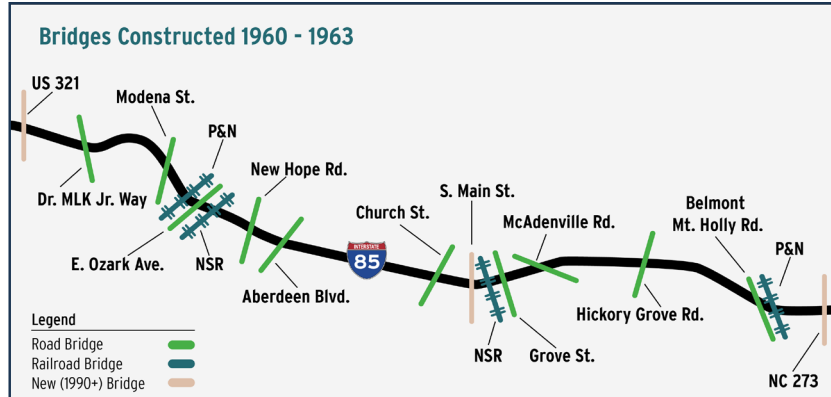 Bridges Constructed 1960 - 1963
US 321
Modena St.
P&N
New Hope Rd.
Dr. MLK Jr. Way
E. Ozark Ave.
NSR
Aberdeen Blvd.
Church St.
S. Main St.
McAdenville Rd.
Belmont
Mt. Holly Rd.
P&N
INTERSTATE
85
Hickory Grove Rd.
NSR
Grove St.
NC 273
Legend
Road Bridge
Railroad Bridge
New (1990+) Bridge